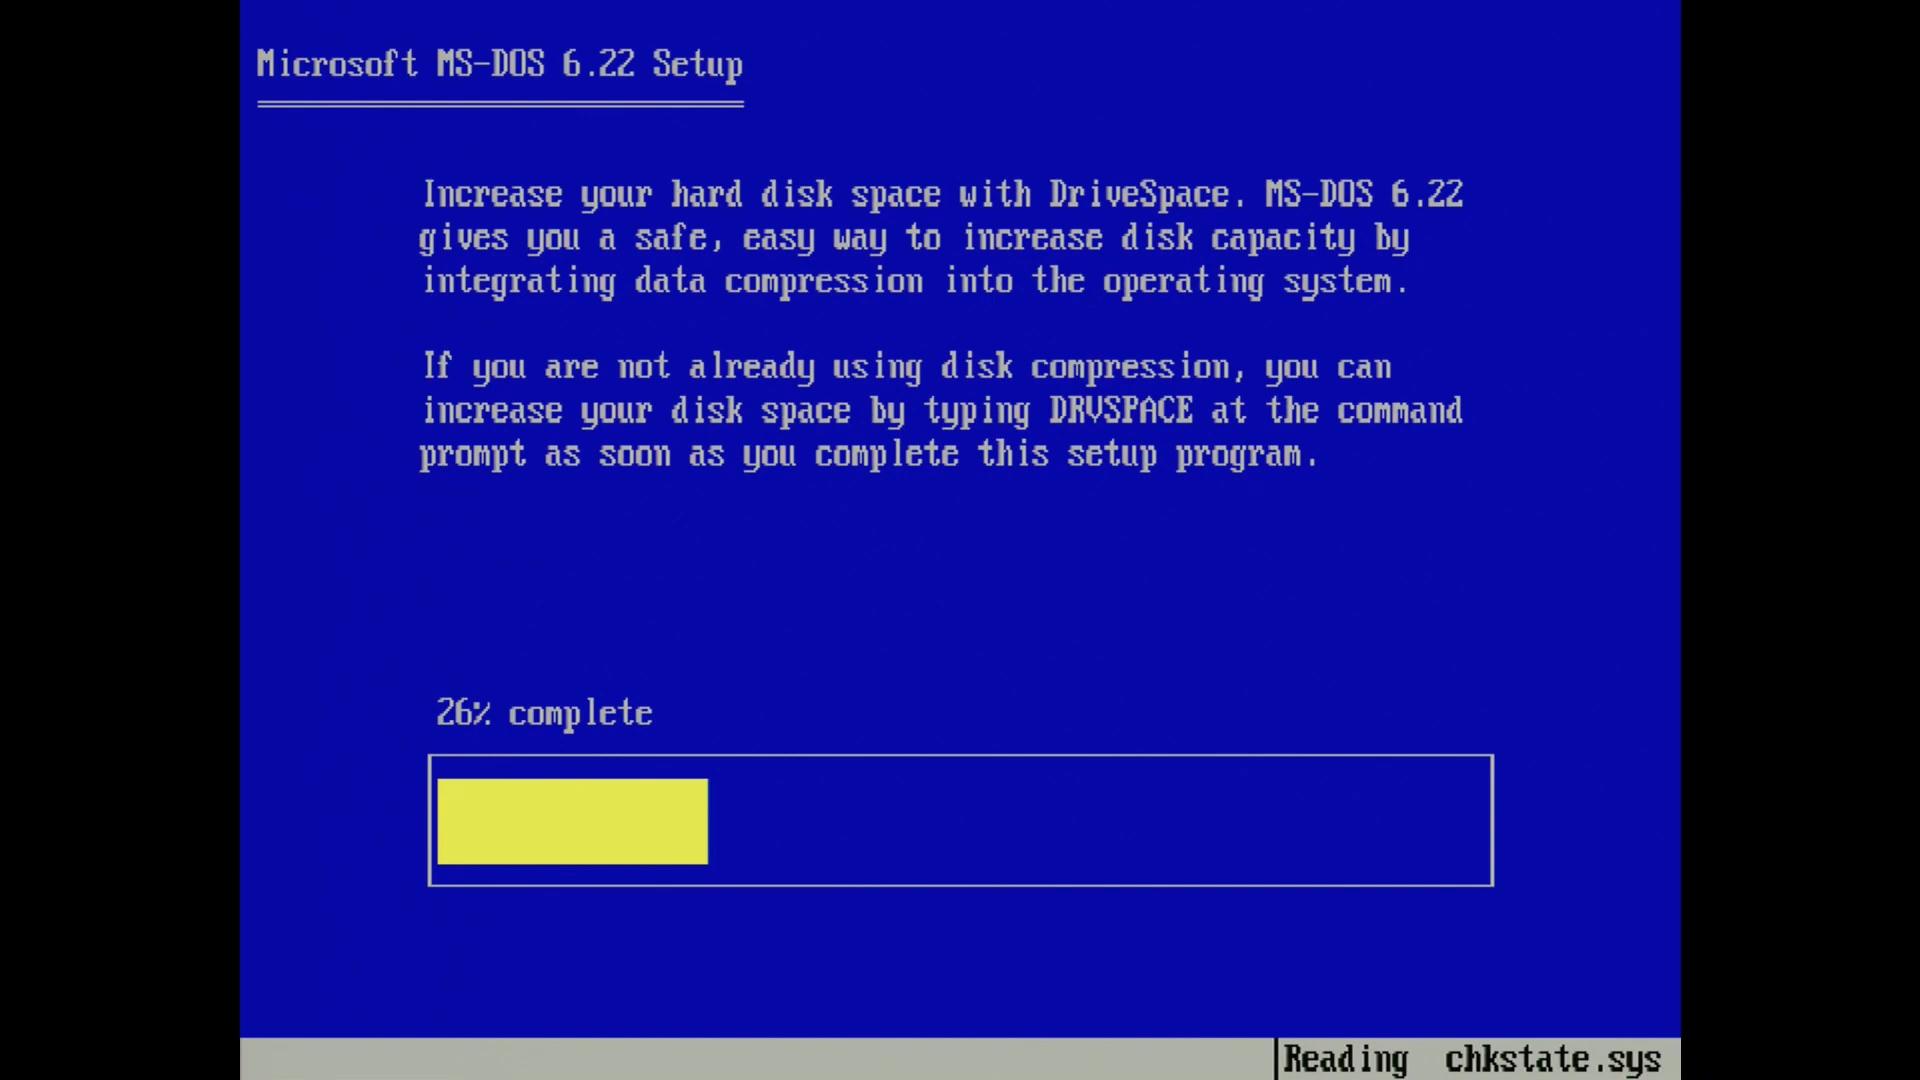 Microsoft MS-DOS 6.22 Setup
Increase your hard disk space with DriveSpace. MS-DOS 6.22
gives you a safe, easy way to increase disk capacity by
integrating data compression into the operating system.
If you are not already using disk compression, you can
increase your disk space by typing DRVSPACE at the command
prompt as soon as you complete this setup program.
26% complete
Reading chkstate.sys